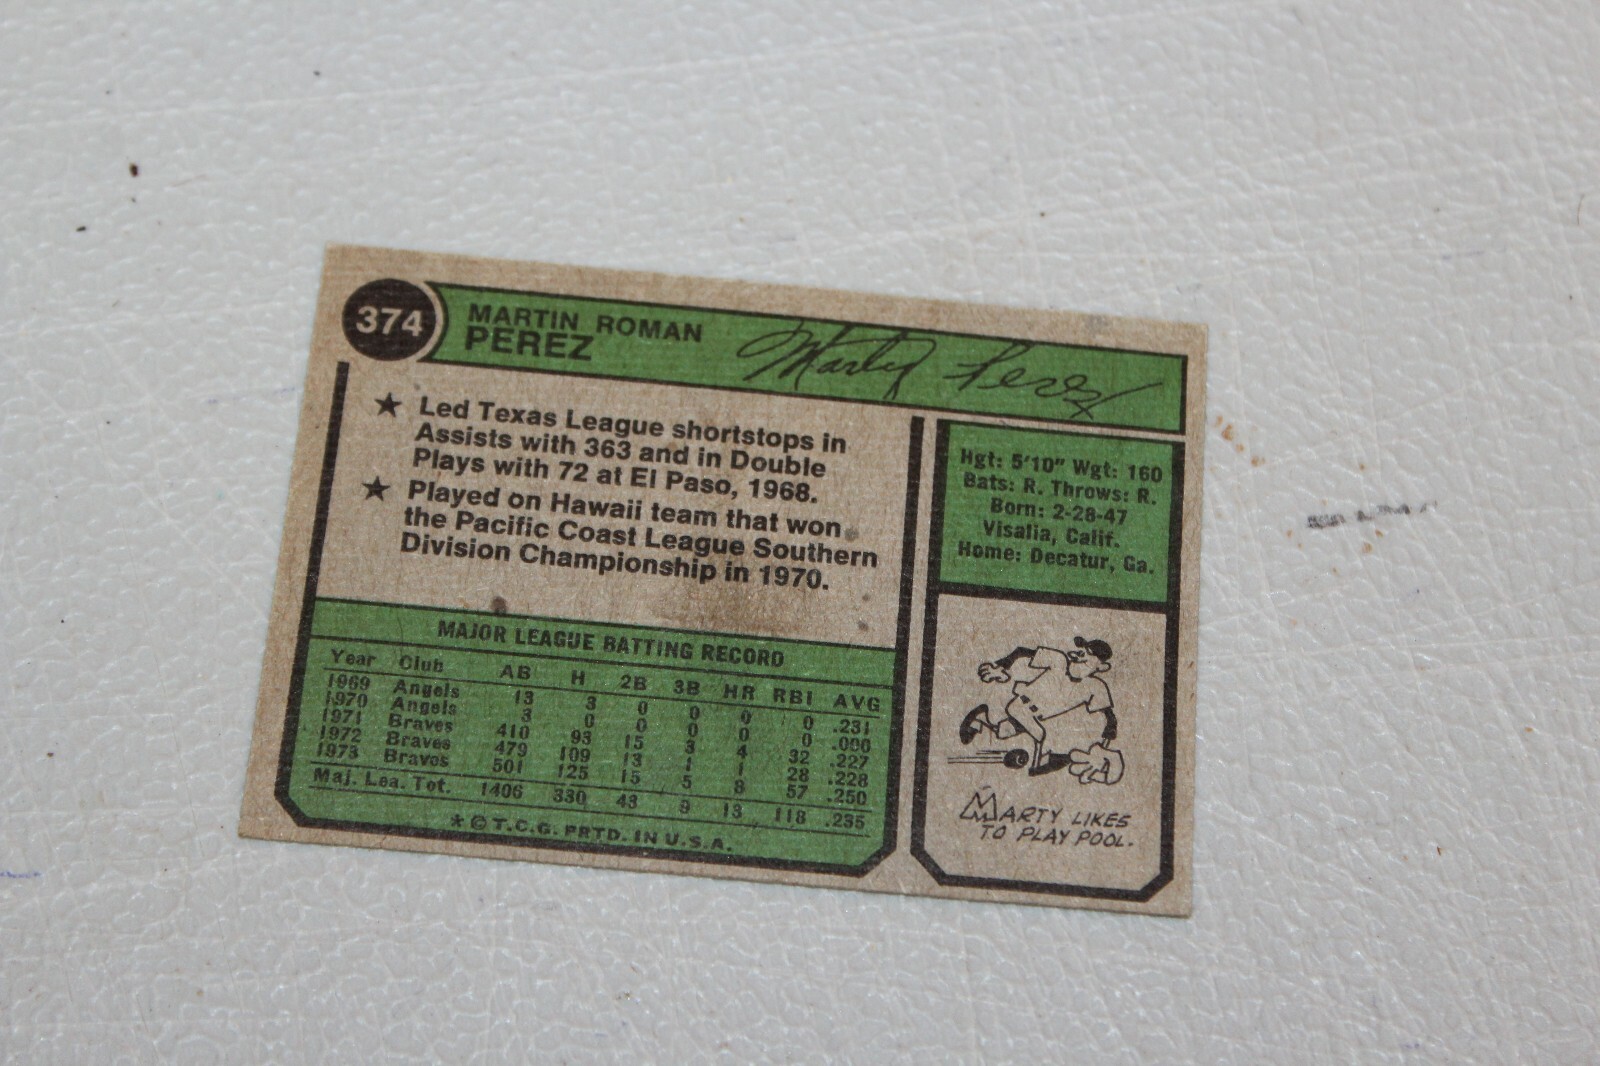 374
MARTIN ROMAN
PEREZ
Marty Perez
★ Led Texas League shortstops in
Assists with 363 and in Double
Plays with 72 at El Paso, 1968.
★ Played on Hawaii team that won
the Pacific Coast League Southern
Division Championship in 1970.
Hgt: 5'10" Wgt: 160
Bats: R. Throws: R.
Born: 2-28-47
Visalia, Calif.
Home: Decatur, Ga.
MAJOR LEAGUE BATTING RECORD
Year Club AB H 2B 3B HR RBI AVG
1969 Angels 13 3 0 0 0 0 .231
1970 Angels 3 0 0 0 0 0 .000
1971 Braves 410 93 15 3 4 32 .227
1972 Braves 479 109 13 1 1 28 .228
1973 Braves 501 125 15 5 8 57 .250
Maj. Lea. Tot. 1406 330 43 9 13 118 .235
* © T.C.G. PRTD. IN U.S.A.
MARTY LIKES
TO PLAY POOL.